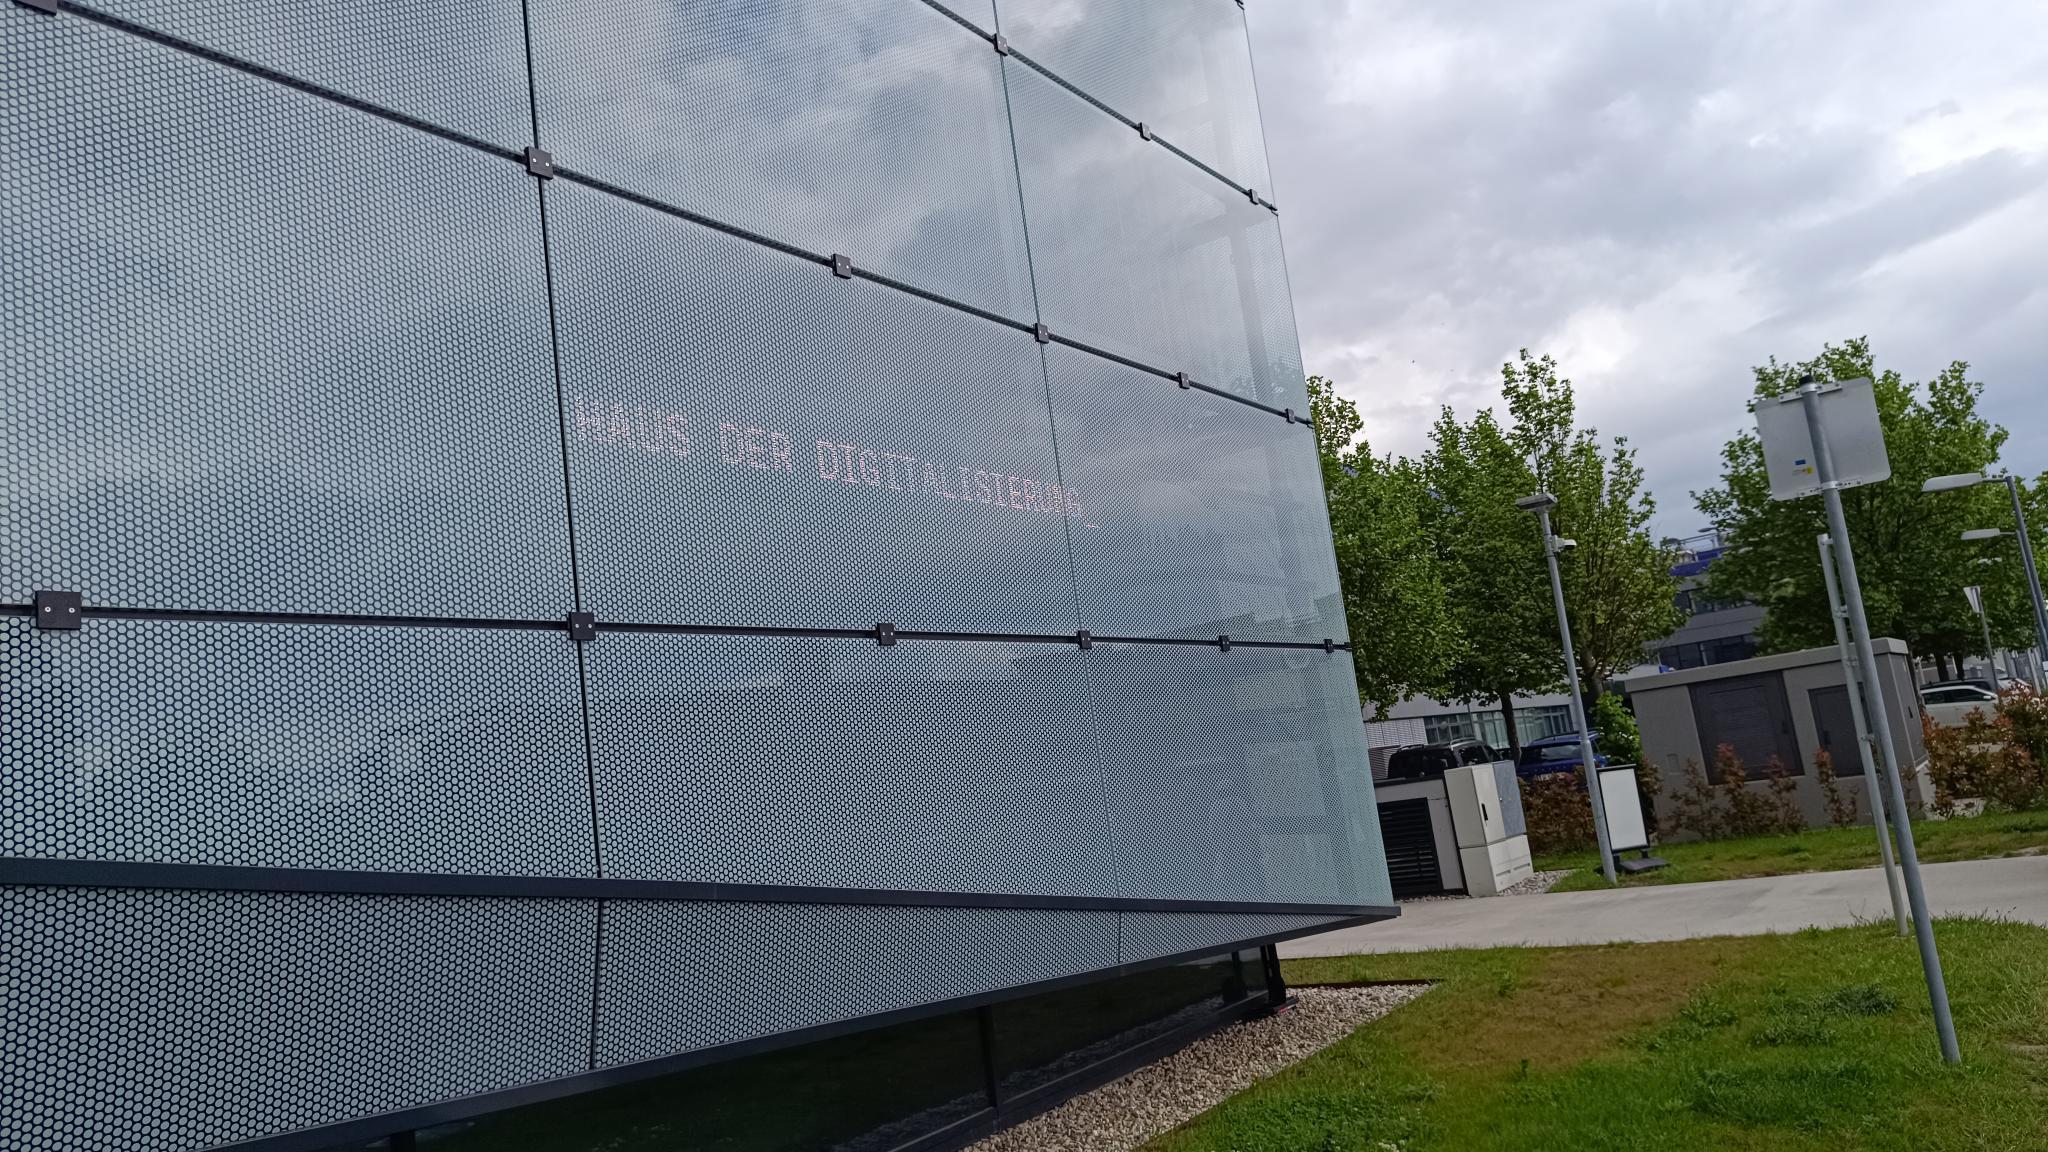 HAUS DER DIGITALISIERUNG_